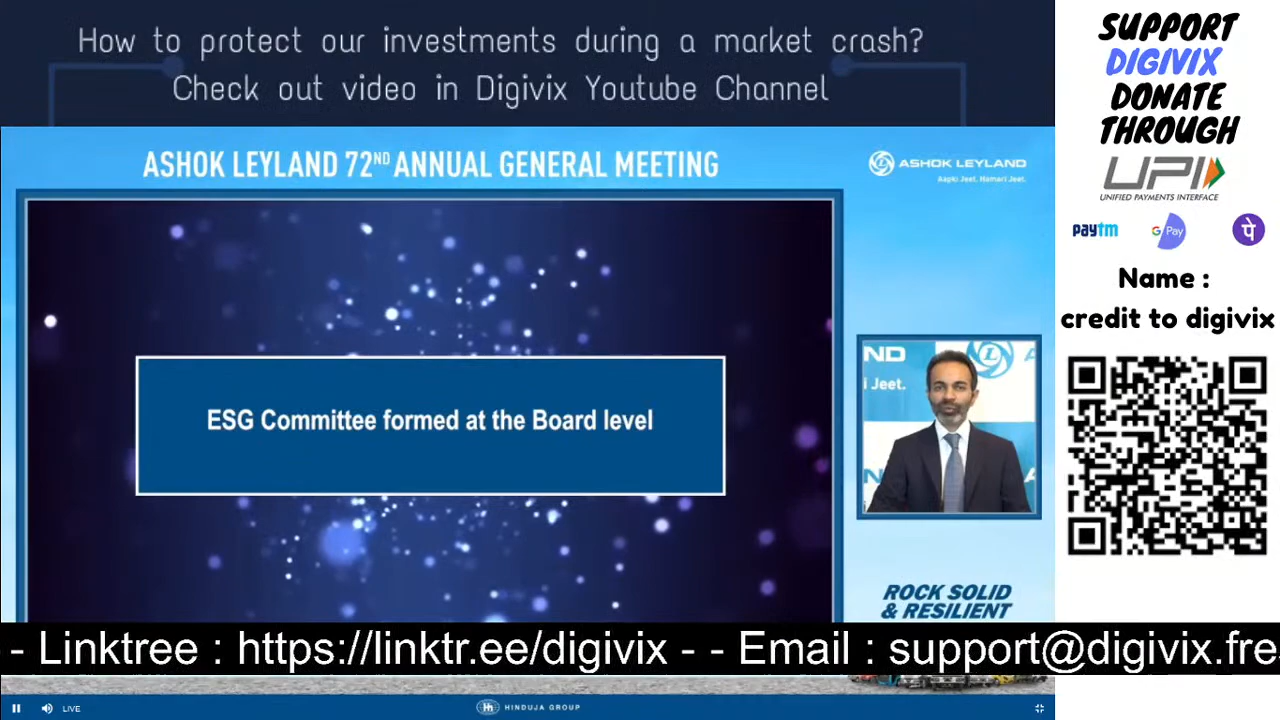 How to protect our investments during a market crash?
Check out video in Digivix Youtube Channel
SUPPORT
DIGIVIX
DONATE
THROUGH
UPI
UNIFIED PAYMENTS INTERFACE
paytm
G Pay
पे
Name :
credit to digivix
ASHOK LEYLAND 72ND ANNUAL GENERAL MEETING
ASHOK LEYLAND
Aapki Jeet. Hamari Jeet.
ESG Committee formed at the Board level
ND
i Jeet.
ROCK SOLID
& RESILIENT
- Linktree : https://linktr.ee/digivix - - Email : support@digivix.fre
LIVE
HINDUJA GROUP